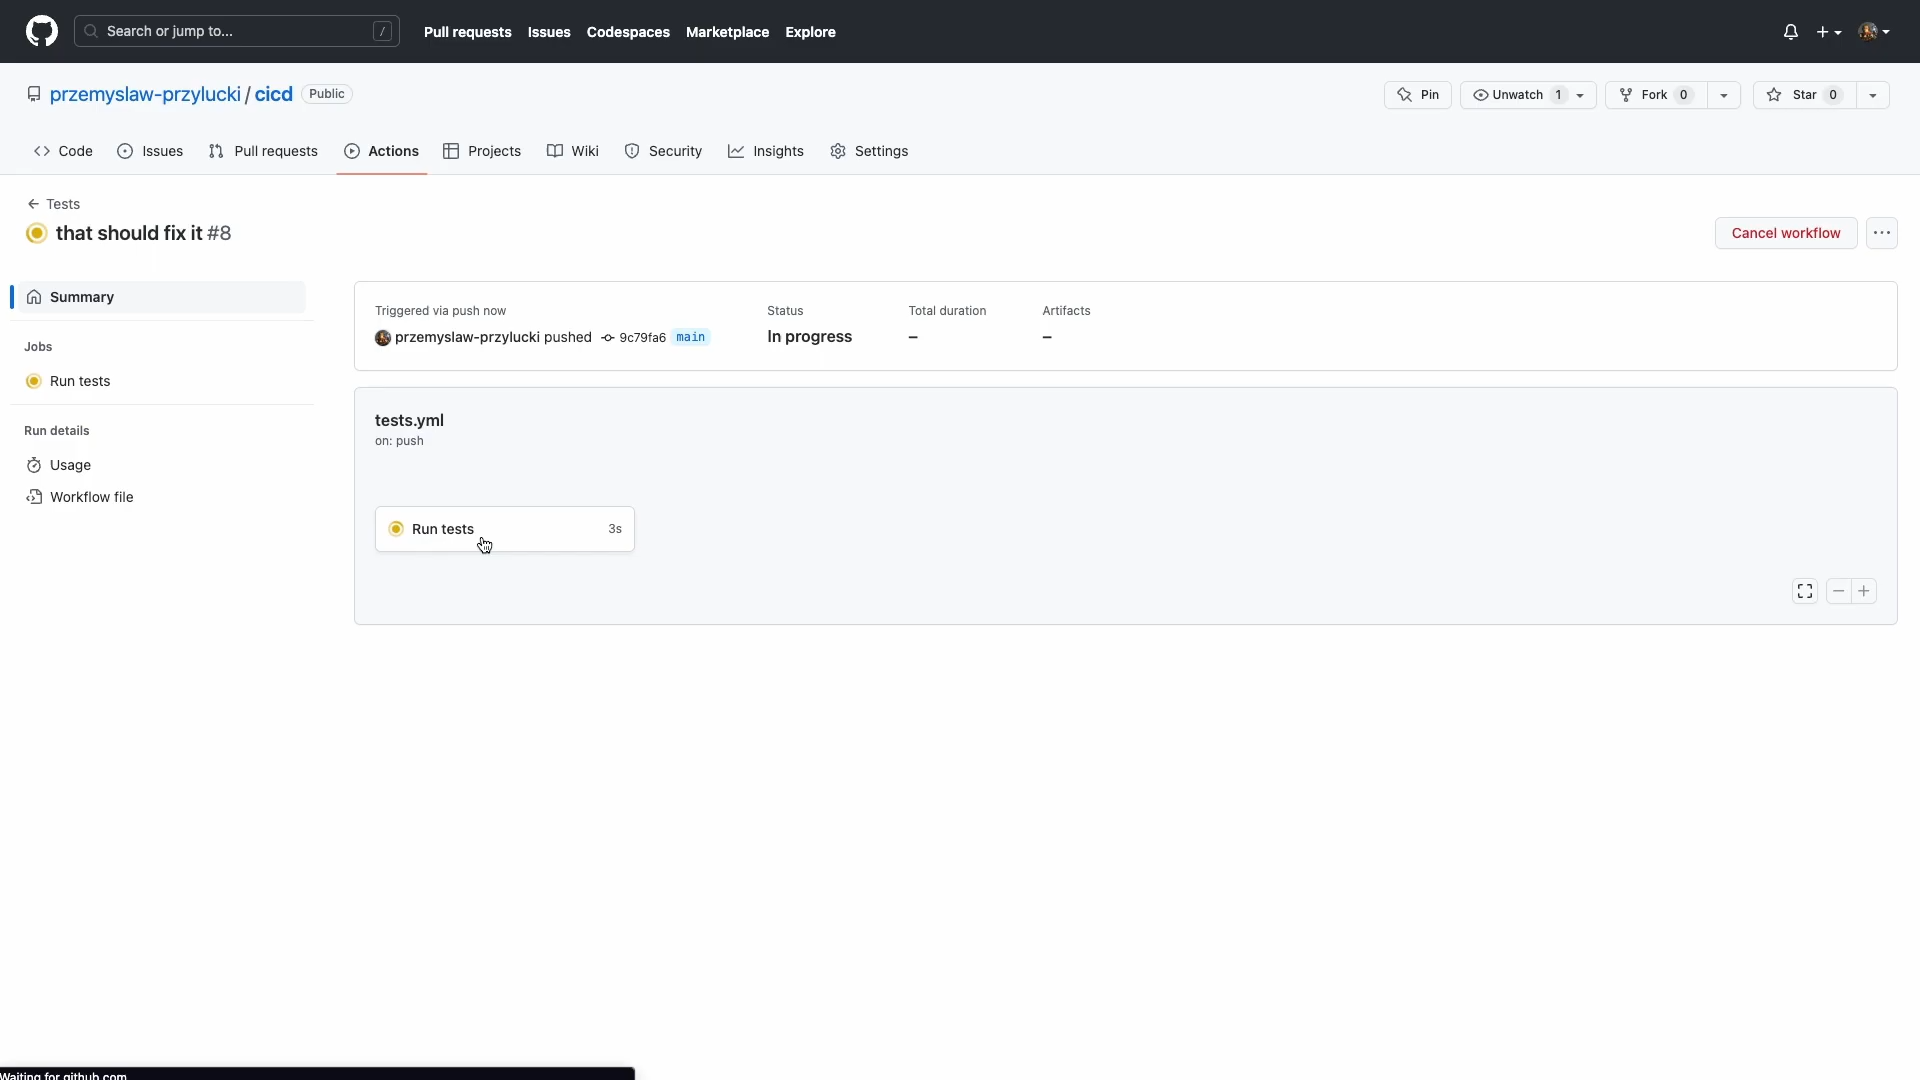 Search or jump to... /
Pull requests Issues Codespaces Marketplace Explore
przemyslaw-przylucki / cicd Public
Pin Unwatch 1 Fork 0 Star 0
Code Issues Pull requests Actions Projects Wiki Security Insights Settings
← Tests
that should fix it #8
Cancel workflow ...
Summary
Jobs
Run tests
Run details
Usage
Workflow file
Triggered via push now
przemyslaw-przylucki pushed 9c79fa6 main
Status
In progress
Total duration
–
Artifacts
–
tests.yml
on: push
Run tests 3s
Waiting for github.com